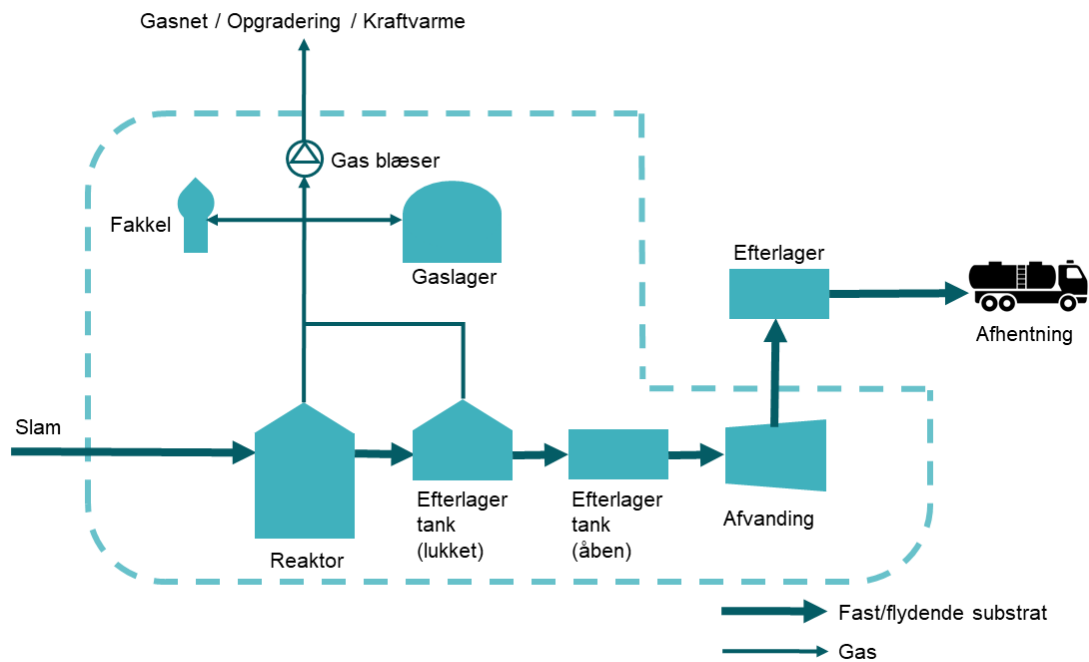 Gasnet / Opgradering / Kraftvarme
Gas blæser
Fakkel
Gaslager
Efterlager
Afhentning
Slam
Reaktor
Efterlager
tank
(lukket)
Efterlager
tank
(åben)
Afvanding
Fast/flydende substrat
Gas